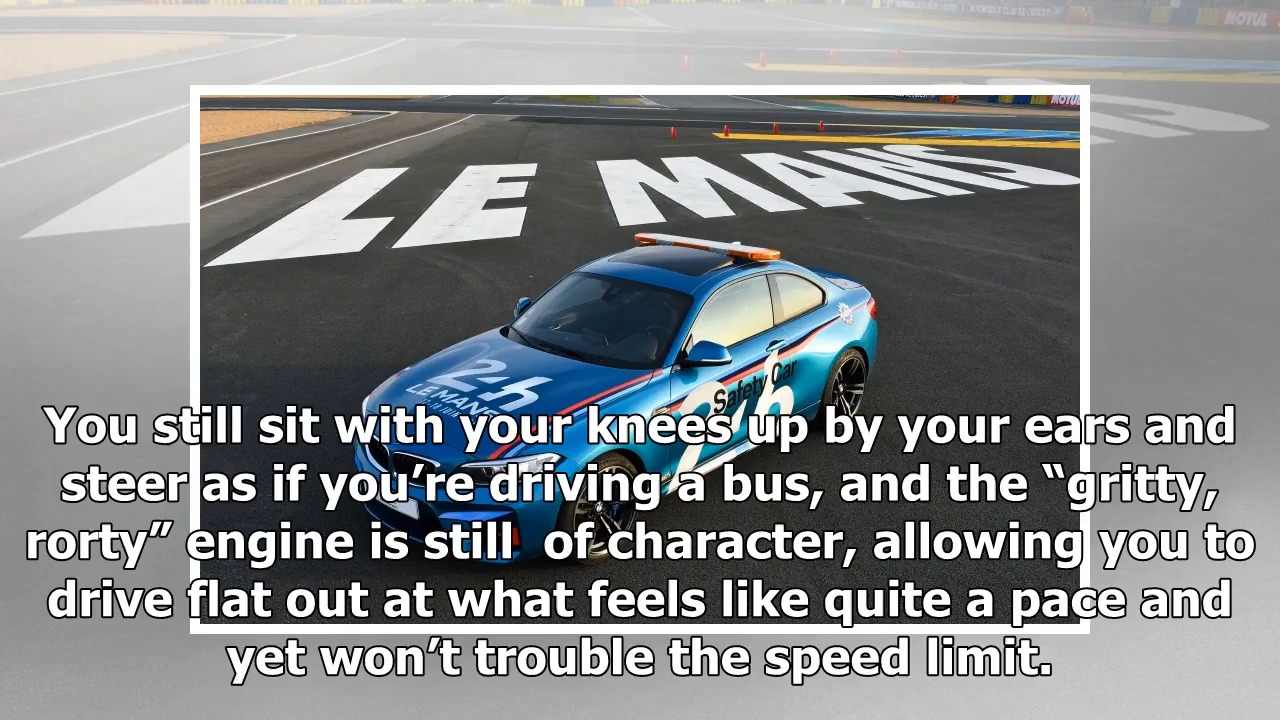 MOTUL
MOTUL
LE MANS
24h
LE MANS
Safety Car
24h
You still sit with your knees up by your ears and
steer as if you’re driving a bus, and the “gritty,
rorty” engine is still  of character, allowing you to
drive flat out at what feels like quite a pace and
yet won’t trouble the speed limit.